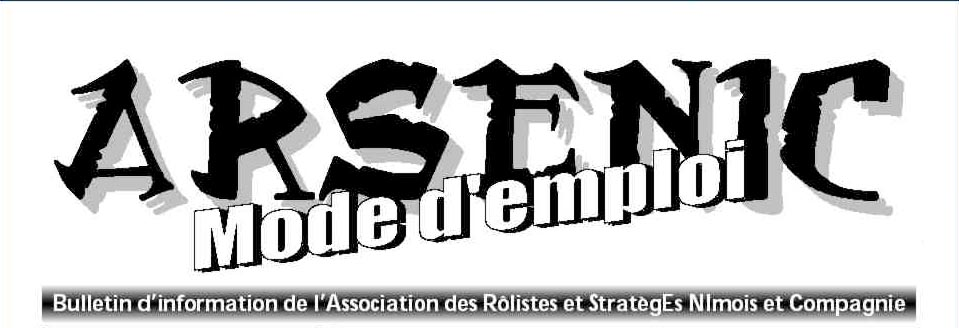 ARSENIC
Mode d'emploi
Bulletin d'information de l'Association des Rôlistes et StratègEs NImois et Compagnie